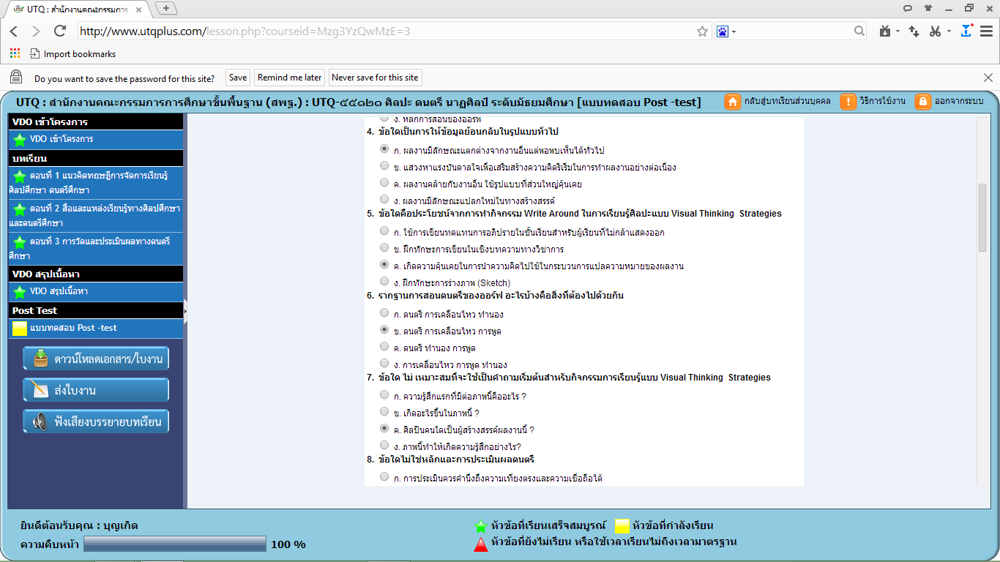 UTQ : สำนักงานคณะกรรมการ
http://www.utqplus.com/lesson.php?courseid=Mzg3YzQwMzE=3
Import bookmarks
Do you want to save the password for this site?
Save
Remind me later
Never save for this site
UTQ : สำนักงานคณะกรรมการการศึกษาขั้นพื้นฐาน (สพฐ.) : UTQ-๕๕๑๒๑ ศิลปะ ดนตรี นาฏศิลป์ ระดับมัธยมศึกษา [แบบทดสอบ Post -test]
กลับสู่บทเรียนส่วนบุคคล
วิธีการใช้งาน
ออกจากระบบ
VDO เข้าโครงการ
VDO เข้าโครงการ
บทเรียน
ตอนที่ 1 แนวคิดทฤษฎีการจัดการเรียนรู้
ศิลปศึกษา ดนตรีศึกษา
ตอนที่ 2 สื่อและแหล่งเรียนรู้ทางศิลปศึกษา
และดนตรีศึกษา
ตอนที่ 3 การวัดและประเมินผลทางดนตรี
ศึกษา
VDO สรุปเนื้อหา
VDO สรุปเนื้อหา
Post Test
แบบทดสอบ Post -test
ดาวน์โหลดเอกสาร/ใบงาน
ส่งใบงาน
ฟังเสียงบรรยายบทเรียน
ง. หลักการสอนของออร์ฟ
4. ข้อใดเป็นการให้ข้อมูลย้อนกลับในรูปแบบทั่วไป
ก. ผลงานมีลักษณะแตกต่างจากงานอื่นแต่พอพบเห็นได้ทั่วไป
ข. แสวงหาแรงบันดาลใจเพื่อเสริมสร้างความคิดริเริ่มในการทำผลงานอย่างต่อเนื่อง
ค. ผลงานคล้ายกับงานอื่น ใช้รูปแบบที่ส่วนใหญ่คุ้นเคย
ง. ผลงานมีลักษณะแปลกใหม่ในทางสร้างสรรค์
5. ข้อใดคือประโยชน์จากการทำกิจกรรม Write Around ในการเรียนรู้ศิลปะแบบ Visual Thinking Strategies
ก. ใช้การเขียนทดแทนการอภิปรายในชั้นเรียนสำหรับผู้เรียนที่ไม่กล้าแสดงออก
ข. ฝึกทักษะการเขียนในเชิงบทความทางวิชาการ
ค. เกิดความคุ้นเคยในการนำความคิดไปใช้ในกระบวนการแปลความหมายของผลงาน
ง. ฝึกทักษะการร่างภาพ (Sketch)
6. รากฐานการสอนดนตรีของออร์ฟ อะไรบ้างคือสิ่งที่ต้องไปด้วยกัน
ก. ดนตรี การเคลื่อนไหว ทำนอง
ข. ดนตรี การเคลื่อนไหว การพูด
ค. ดนตรี ทำนอง การพูด
ง. การเคลื่อนไหว การพูด ทำนอง
7. ข้อใด ไม่ เหมาะสมที่จะใช้เป็นคำถามเริ่มต้นสำหรับกิจกรรมการเรียนรู้แบบ Visual Thinking Strategies
ก. ความรู้สึกแรกที่มีต่อภาพนี้คืออะไร ?
ข. เกิดอะไรขึ้นในภาพนี้ ?
ค. ศิลปินคนใดเป็นผู้สร้างสรรค์ผลงานนี้ ?
ง. ภาพนี้ทำให้เกิดความรู้สึกอย่างไร?
8. ข้อใดไม่ใช่หลักและการประเมินผลดนตรี
ก. การประเมินควรคำนึงถึงความเที่ยงตรงและความเชื่อถือได้
ยินดีต้อนรับคุณ : บุญเกิด
ความคืบหน้า 100 %
หัวข้อที่เรียนเสร็จสมบูรณ์
หัวข้อที่กำลังเรียน
หัวข้อที่ยังไม่เรียน หรือใช้เวลาเรียนไม่ถึงเวลามาตรฐาน